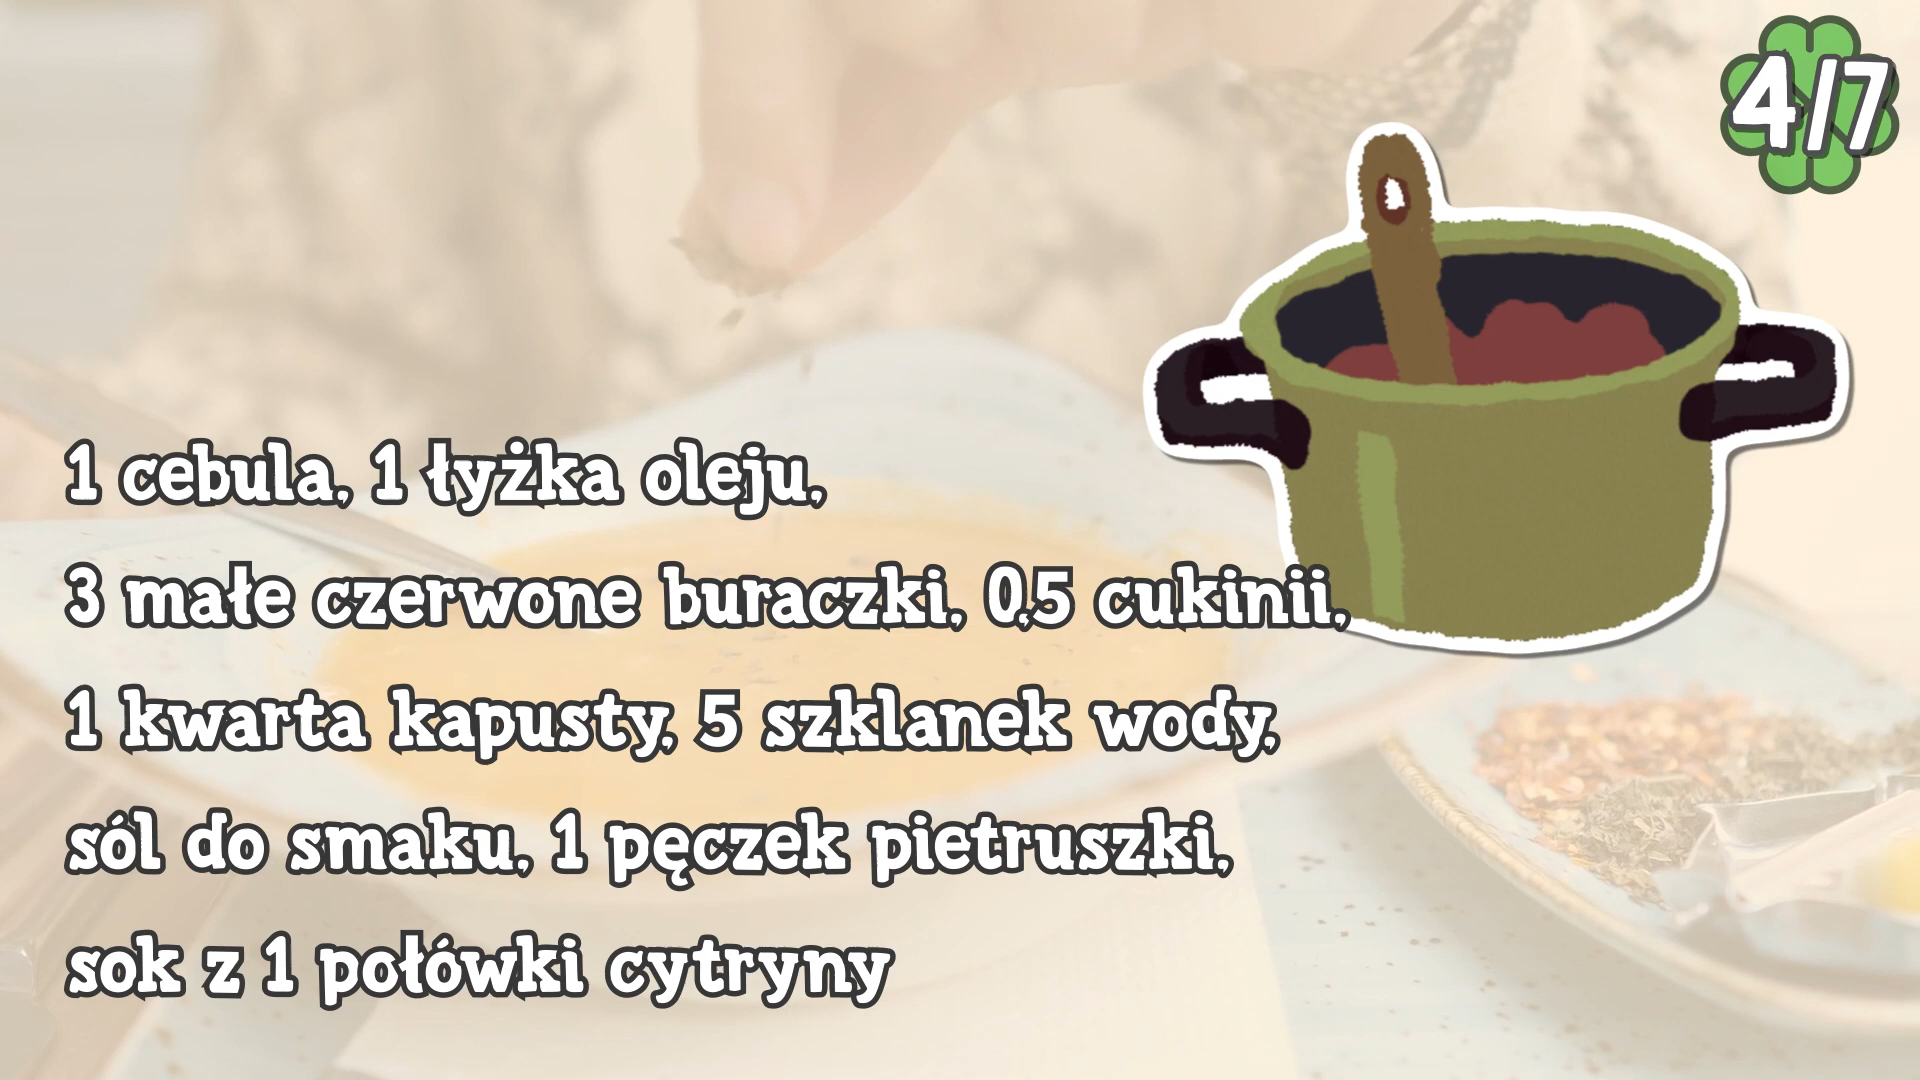 4/7
1 cebula, 1 łyżka oleju,
3 małe czerwone buraczki, 0,5 cukinii,
1 kwarta kapusty, 5 szklanek wody,
sól do smaku, 1 pęczek pietruszki,
sok z 1 połówki cytryny